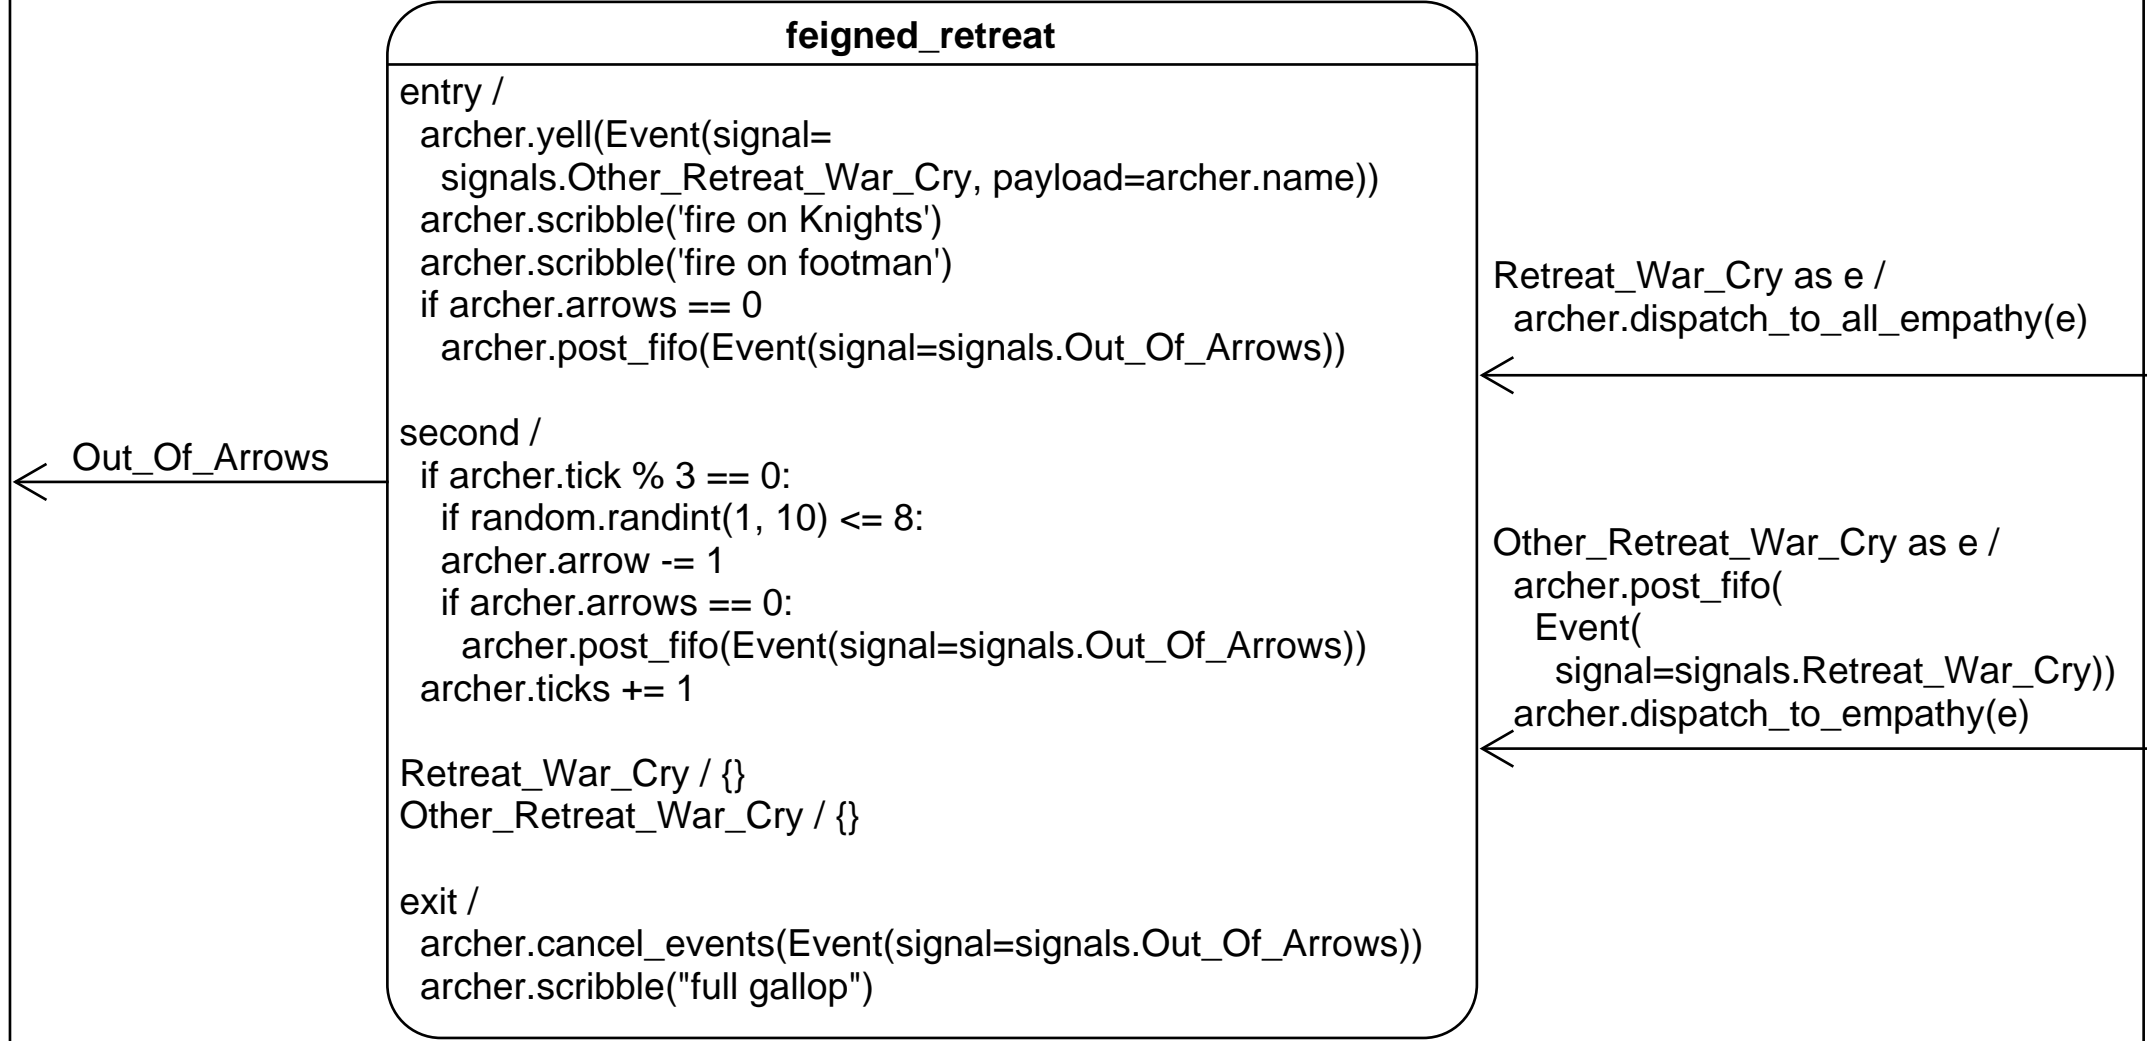 feigned_retreat
entry /
archer.yell(Event(signal=
signals.Other_Retreat_War_Cry, payload=archer.name))
archer.scribble('fire on Knights')
archer.scribble('fire on footman')
if archer.arrows == 0
archer.post_fifo(Event(signal=signals.Out_Of_Arrows))
second /
if archer.tick % 3 == 0:
if random.randint(1, 10) <= 8:
archer.arrow -= 1
if archer.arrows == 0:
archer.post_fifo(Event(signal=signals.Out_Of_Arrows))
archer.ticks += 1
Retreat_War_Cry / {}
Other_Retreat_War_Cry / {}
exit /
archer.cancel_events(Event(signal=signals.Out_Of_Arrows))
archer.scribble("full gallop")
Out_Of_Arrows
Retreat_War_Cry as e /
archer.dispatch_to_all_empathy(e)
Other_Retreat_War_Cry as e /
archer.post_fifo(
Event(
signal=signals.Retreat_War_Cry))
archer.dispatch_to_empathy(e)